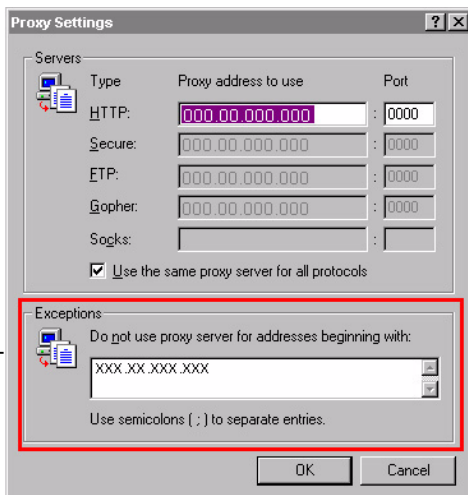 Proxy Settings
Servers
Type Proxy address to use Port
HTTP: 000.00.000.000 : 0000
Secure: 000.00.000.000 : 0000
FTP: 000.00.000.000 : 0000
Gopher: 000.00.000.000 : 0000
Socks: :
Use the same proxy server for all protocols
Exceptions
Do not use proxy server for addresses beginning with:
XXX.XX.XXX.XXX
Use semicolons ( ; ) to separate entries.
OK Cancel